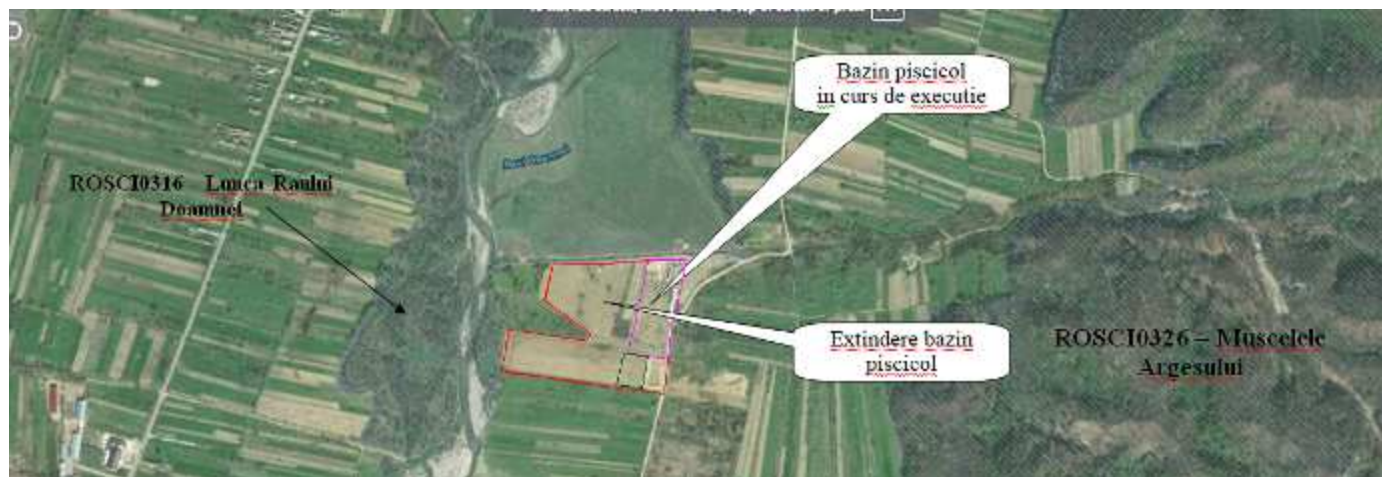 Bazin piscicol
in curs de executie
ROSCI0316 Lunca Raului
Doamnei
Extindere bazin
piscicol
ROSCI0326 – Muscelele
Argesului